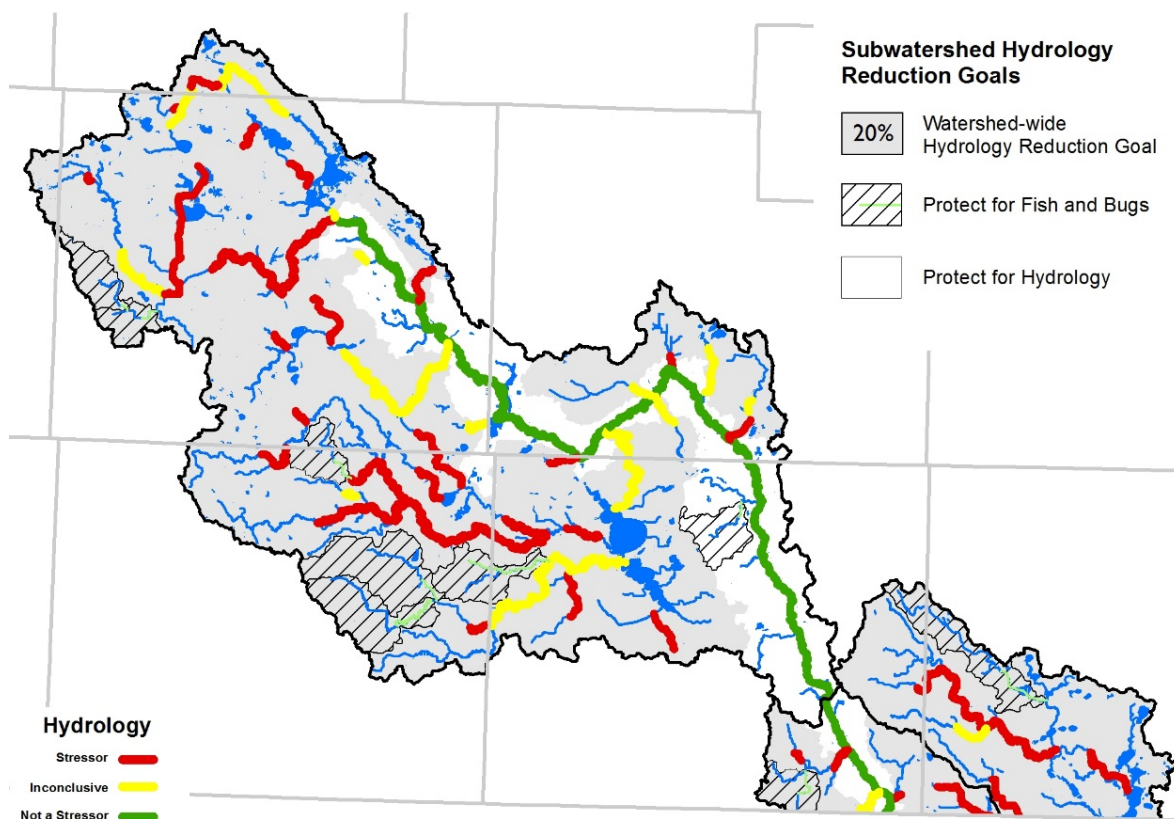 Subwatershed Hydrology
Reduction Goals
20%
Watershed-wide
Hydrology Reduction Goal
Protect for Fish and Bugs
Protect for Hydrology
Hydrology
Stressor
Inconclusive
Not a Stressor